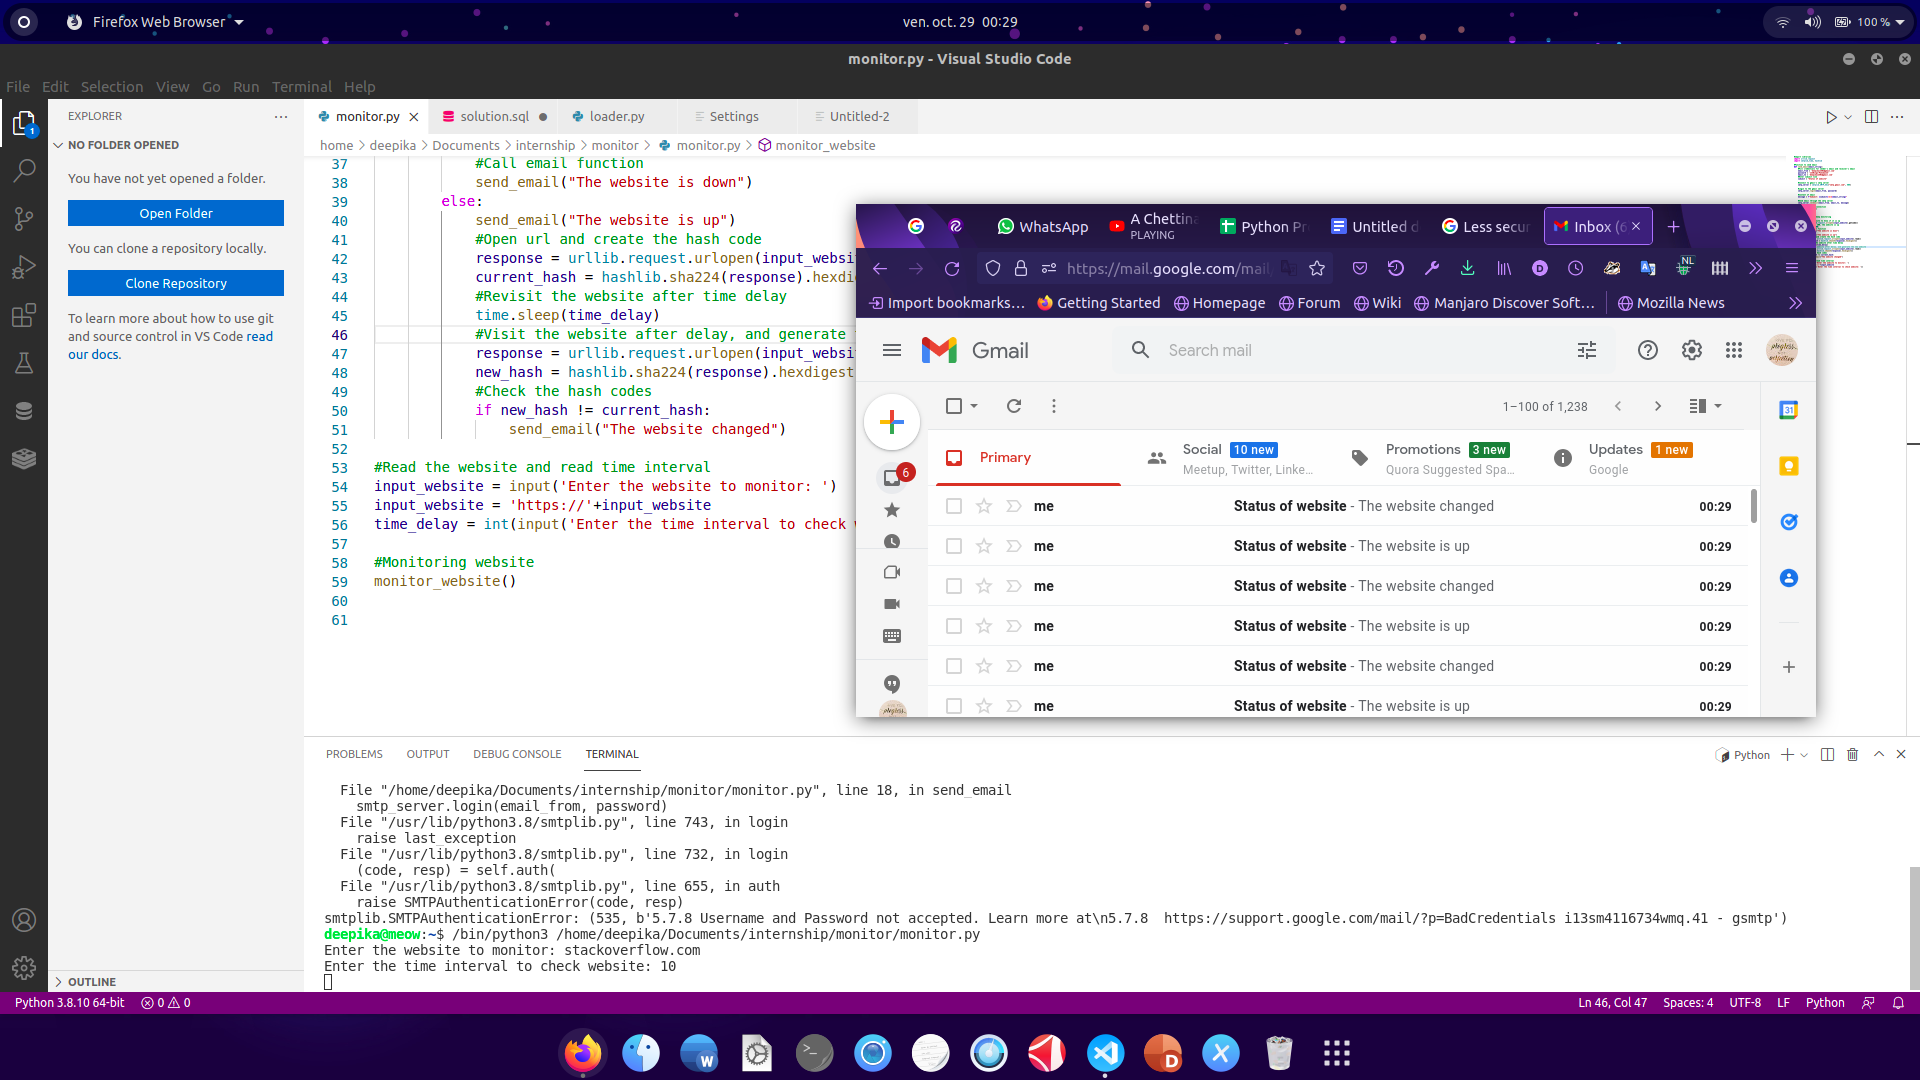 Firefox Web Browser
ven. oct. 29 00:29
100 %
monitor.py - Visual Studio Code
File Edit Selection View Go Run Terminal Help
1
EXPLORER
NO FOLDER OPENED
You have not yet opened a folder.
Open Folder
You can clone a repository locally.
Clone Repository
To learn more about how to use git
and source control in VS Code read
our docs.
OUTLINE
monitor.py
solution.sql
loader.py
Settings
Untitled-2
home > deepika > Documents > internship > monitor > monitor.py > monitor_website
37 #Call email function
38 send_email("The website is down")
39 else:
40 send_email("The website is up")
41 #Open url and create the hash code
42 response = urllib.request.urlopen(input_websi
43 current_hash = hashlib.sha224(response).hexdig
44 #Revisit the website after time delay
45 time.sleep(time_delay)
46 #Visit the website after delay, and generate
47 response = urllib.request.urlopen(input_websi
48 new_hash = hashlib.sha224(response).hexdigest
49 #Check the hash codes
50 if new_hash != current_hash:
51 send_email("The website changed")
52
53 #Read the website and read time interval
54 input_website = input('Enter the website to monitor: ')
55 input_website = 'https://'+input_website
56 time_delay = int(input('Enter the time interval to check
57
58 #Monitoring website
59 monitor_website()
60
61
WhatsApp
A Chettina
PLAYING
Python Pr
Untitled d
Less secur
Inbox (6
https://mail.google.com/mail
NL
Import bookmarks…
Getting Started
Homepage
Forum
Wiki
Manjaro Discover Soft…
Mozilla News
Gmail
Search mail
1–100 of 1,238
31
6
Primary
Social 10 new
Meetup, Twitter, Linke…
Promotions 3 new
Quora Suggested Spa…
Updates 1 new
Google
me Status of website - The website changed 00:29
me Status of website - The website is up 00:29
me Status of website - The website changed 00:29
me Status of website - The website is up 00:29
me Status of website - The website changed 00:29
me Status of website - The website is up 00:29
PROBLEMS OUTPUT DEBUG CONSOLE TERMINAL
Python
File "/home/deepika/Documents/internship/monitor/monitor.py", line 18, in send_email
smtp_server.login(email_from, password)
File "/usr/lib/python3.8/smtplib.py", line 743, in login
raise last_exception
File "/usr/lib/python3.8/smtplib.py", line 732, in login
(code, resp) = self.auth(
File "/usr/lib/python3.8/smtplib.py", line 655, in auth
raise SMTPAuthenticationError(code, resp)
smtplib.SMTPAuthenticationError: (535, b'5.7.8 Username and Password not accepted. Learn more at\n5.7.8  https://support.google.com/mail/?p=BadCredentials i13sm4116734wmq.41 - gsmtp')
deepika@meow:~$ /bin/python3 /home/deepika/Documents/internship/monitor/monitor.py
Enter the website to monitor: stackoverflow.com
Enter the time interval to check website: 10
Python 3.8.10 64-bit
0
0
Ln 46, Col 47
Spaces: 4
UTF-8
LF
Python
W
D
X